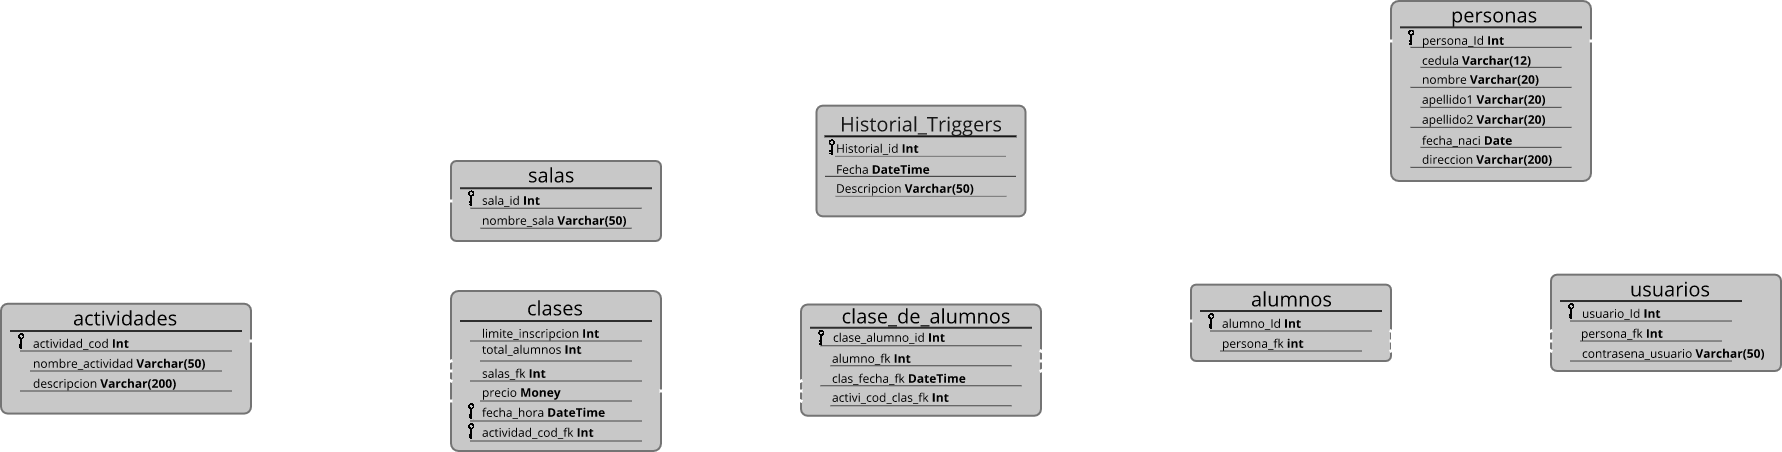 personas
persona_Id Int
cedula Varchar(12)
nombre Varchar(20)
apellido1 Varchar(20)
apellido2 Varchar(20)
fecha_naci Date
direccion Varchar(200)
Historial_Triggers
Historial_id Int
Fecha DateTime
Descripcion Varchar(50)
salas
sala_id Int
nombre_sala Varchar(50)
actividades
actividad_cod Int
nombre_actividad Varchar(50)
descripcion Varchar(200)
clases
limite_inscripcion Int
total_alumnos Int
salas_fk Int
precio Money
fecha_hora DateTime
actividad_cod_fk Int
clase_de_alumnos
clase_alumno_id Int
alumno_fk Int
clas_fecha_fk DateTime
activi_cod_clas_fk Int
alumnos
alumno_Id Int
persona_fk int
usuarios
usuario_Id Int
persona_fk Int
contrasena_usuario Varchar(50)